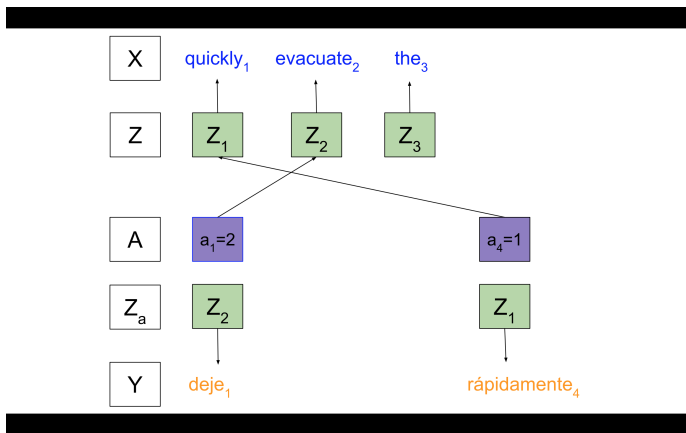 X quickly₁ evacuate₂ the₃
Z Z₁ Z₂ Z₃
A a₁=2 a₄=1
Zₐ Z₂ Z₁
Y deje₁ rápidamente₄